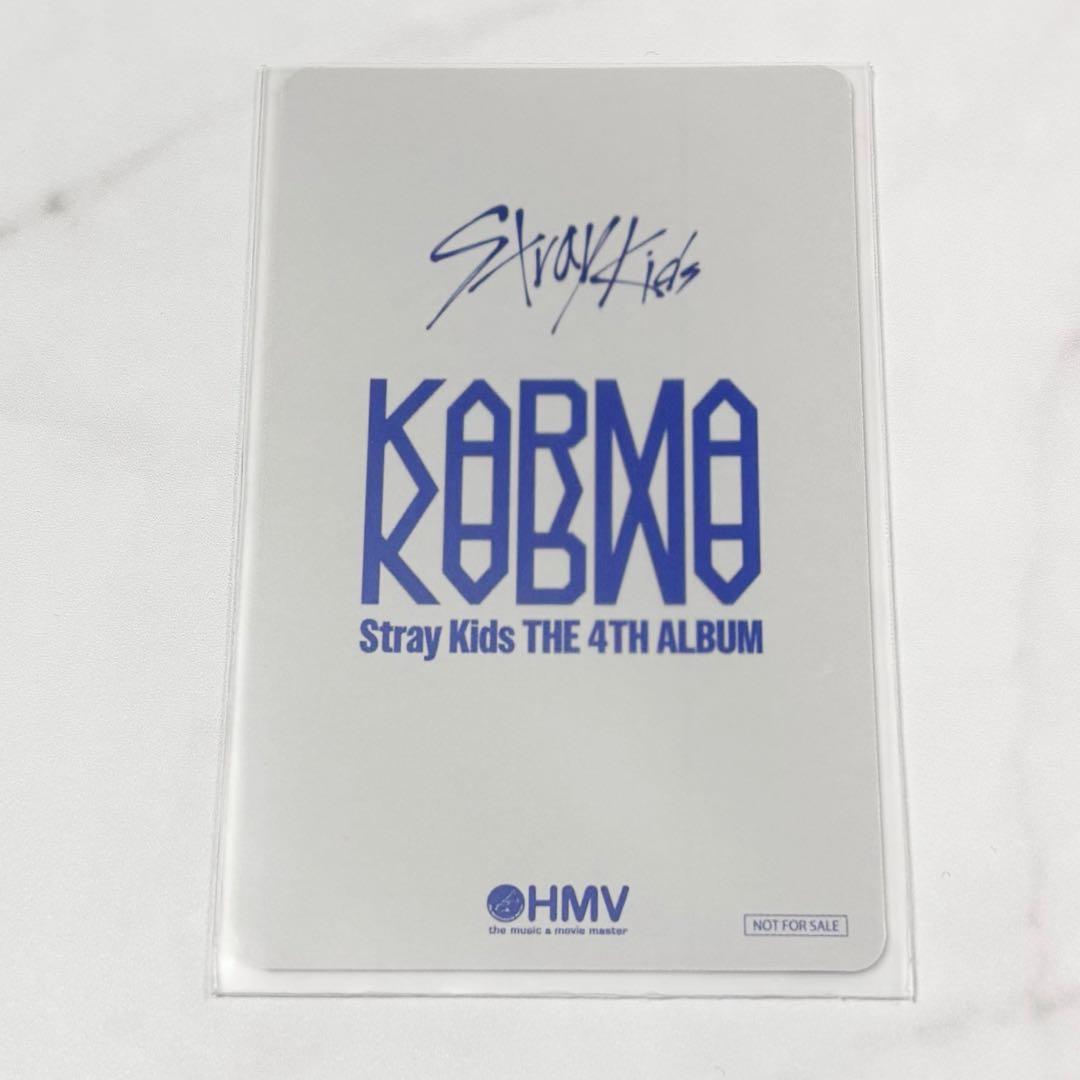 Stray Kids
KARMA
Stray Kids THE 4TH ALBUM
HMV
the music & movie master
NOT FOR SALE